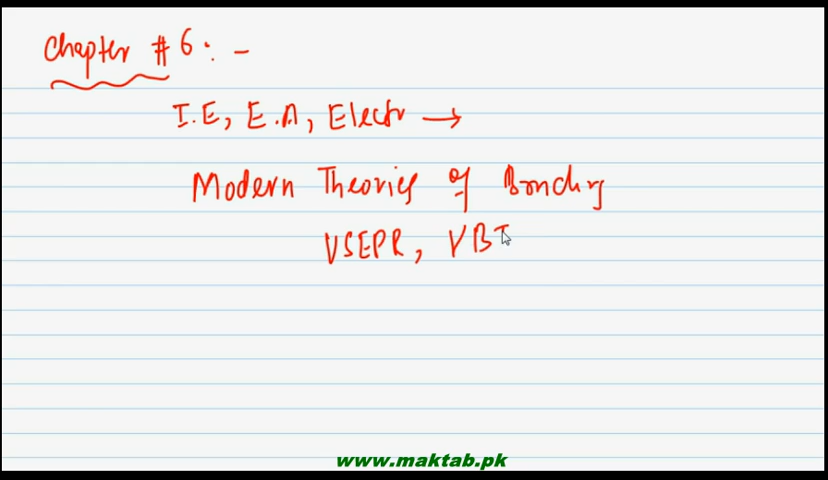 Chapter # 6: -
I.E, E.A, Electr →
Modern Theories of Bonding
VSEPR, VBT
www.maktab.pk